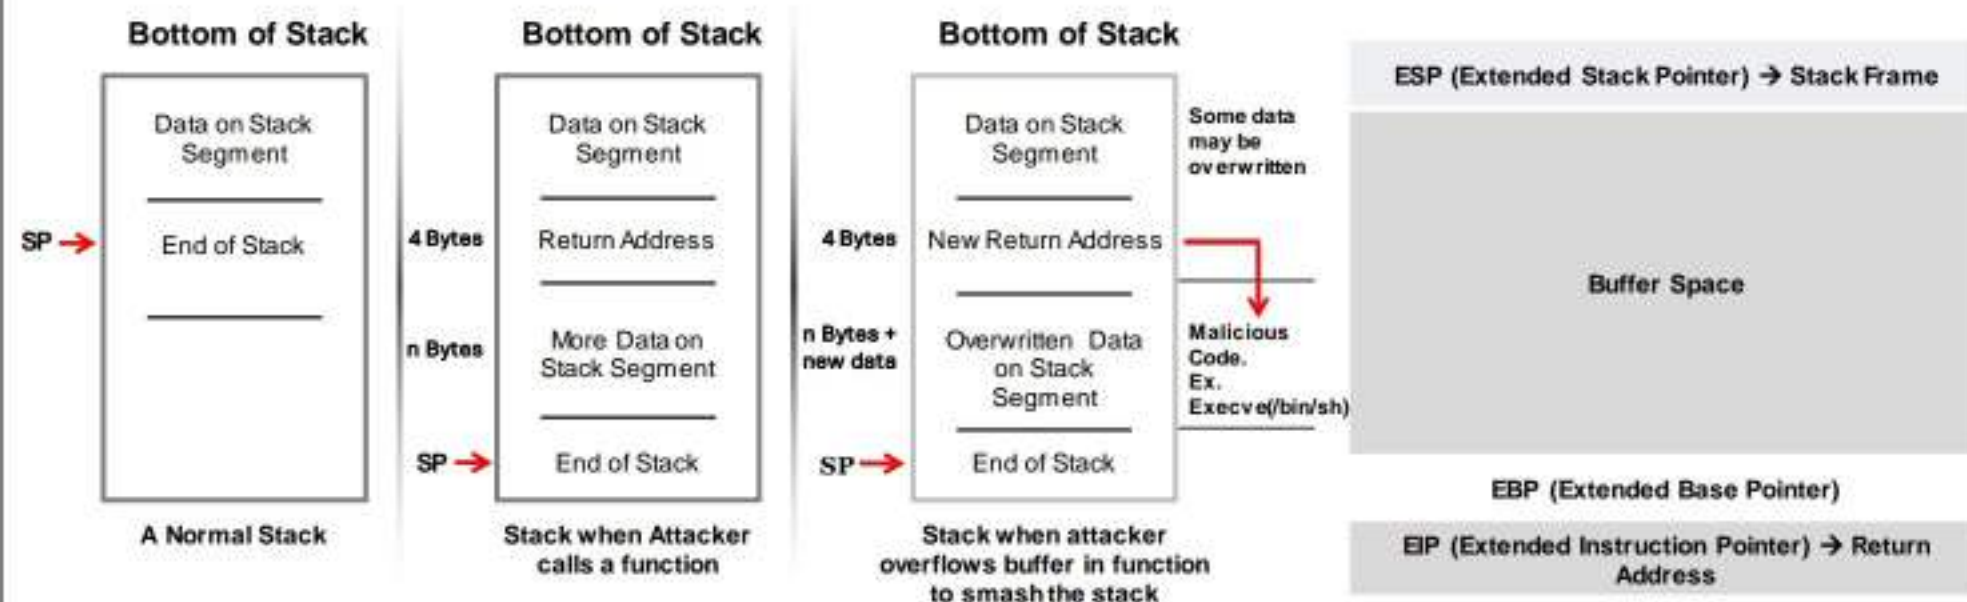 Bottom of Stack
Data on Stack
Segment
SP
End of Stack
A Normal Stack
Bottom of Stack
Data on Stack
Segment
4 Bytes
Return Address
n Bytes
More Data on
Stack Segment
SP
End of Stack
Stack when Attacker
calls a function
Bottom of Stack
Data on Stack
Segment
Some data
may be
overwritten
4 Bytes
New Return Address
n Bytes +
new data
Overwritten Data
on Stack
Segment
Malicious
Code.
Ex.
Execve(/bin/sh)
SP
End of Stack
Stack when attacker
overflows buffer in function
to smash the stack
ESP (Extended Stack Pointer) → Stack Frame
Buffer Space
EBP (Extended Base Pointer)
EIP (Extended Instruction Pointer) → Return
Address